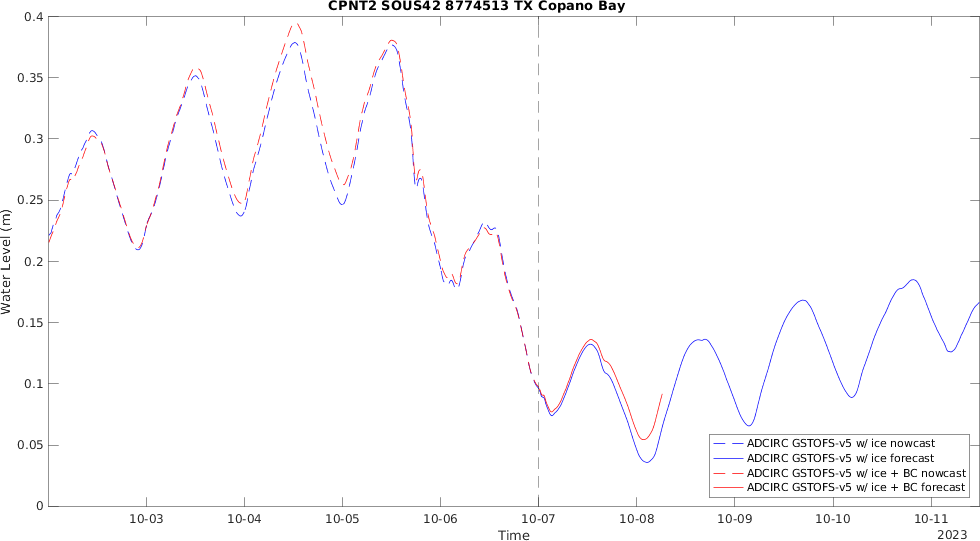 CPNT2 SOUS42 8774513 TX Copano Bay
Water Level (m)
0.4
0.35
0.3
0.25
0.2
0.15
0.1
0.05
0
10-03 10-04 10-05 10-06 10-07 10-08 10-09 10-10 10-11
Time
2023
ADCIRC GSTOFS-v5 w/ ice nowcast
ADCIRC GSTOFS-v5 w/ ice forecast
ADCIRC GSTOFS-v5 w/ ice + BC nowcast
ADCIRC GSTOFS-v5 w/ ice + BC forecast